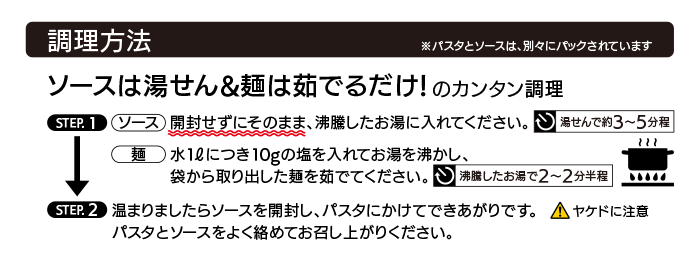 調理方法
※パスタとソースは、別々にパックされています
ソースは湯せん&麺は茹でるだけ!のカンタン調理
STEP.1 ソース 開封せずにそのまま、沸騰したお湯に入れてください。 湯せんで約3〜5分程
麺 水1ℓにつき10gの塩を入れてお湯を沸かし、
袋から取り出した麺を茹でてください。 沸騰したお湯で2〜2分半程
STEP.2 温まりましたらソースを開封し、パスタにかけてできあがりです。 ヤケドに注意
パスタとソースをよく絡めてお召し上がりください。